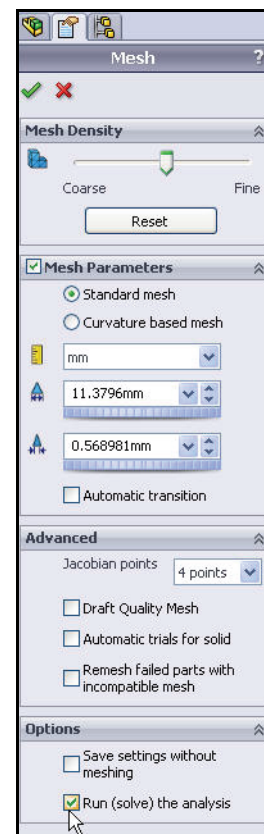 Mesh ?
Mesh Density
Coarse Fine
Reset
Mesh Parameters
Standard mesh
Curvature based mesh
mm
11.3796mm
0.568981mm
Automatic transition
Advanced
Jacobian points 4 points
Draft Quality Mesh
Automatic trials for solid
Remesh failed parts with
incompatible mesh
Options
Save settings without
meshing
Run (solve) the analysis